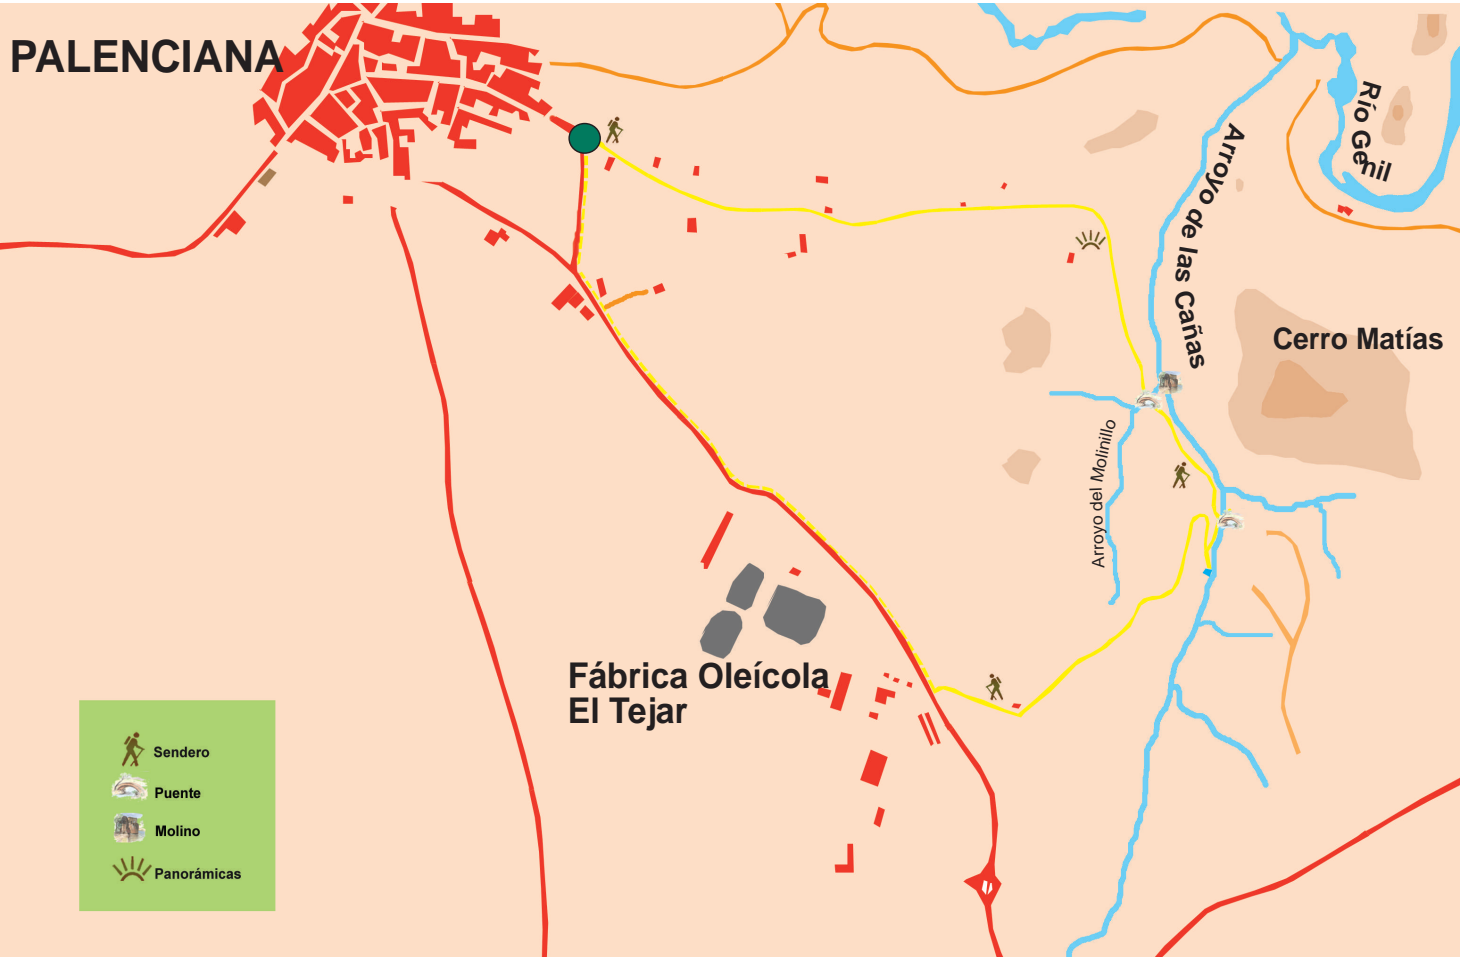 PALENCIANA
Río Genil
Arroyo de las Cañas
Cerro Matías
Arroyo del Molinillo
Fábrica Oleícola
El Tejar
Sendero
Puente
Molino
Panorámicas